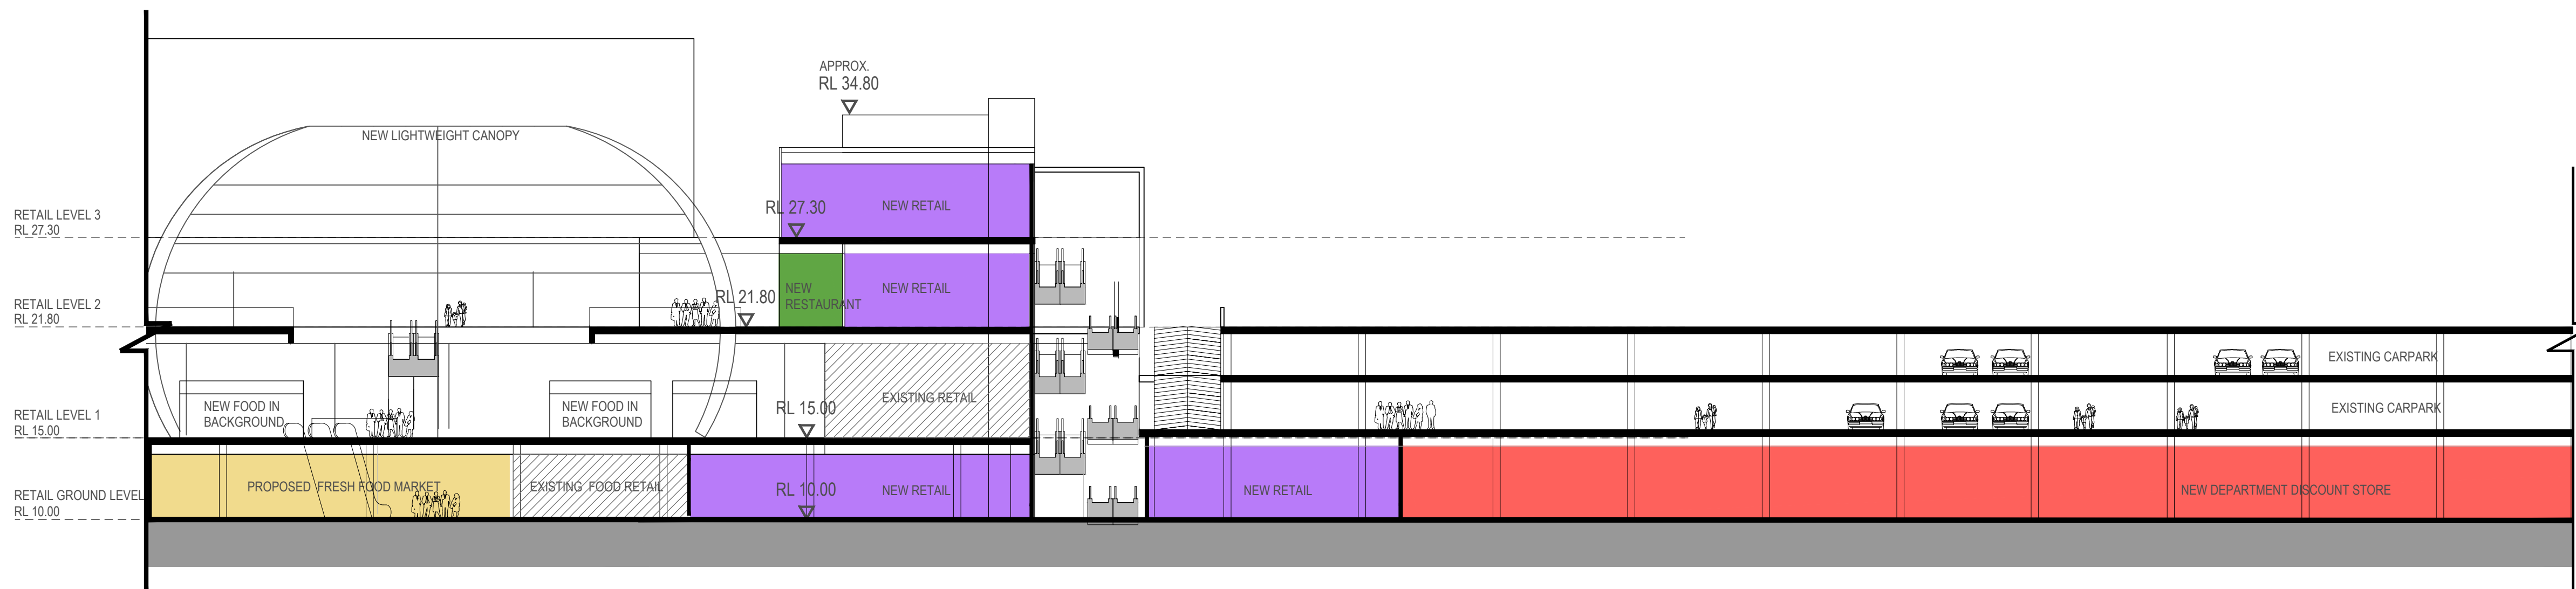 APPROX.
RL 34.80
NEW LIGHTWEIGHT CANOPY
RETAIL LEVEL 3
RL 27.30
RL 27.30
NEW RETAIL
RETAIL LEVEL 2
RL 21.80
RL 21.80
NEW
RESTAURANT
NEW RETAIL
EXISTING CARPARK
RETAIL LEVEL 1
RL 15.00
NEW FOOD IN
BACKGROUND
NEW FOOD IN
BACKGROUND
RL 15.00
EXISTING RETAIL
EXISTING CARPARK
RETAIL GROUND LEVEL
RL 10.00
PROPOSED FRESH FOOD MARKET
EXISTING FOOD RETAIL
RL 10.00
NEW RETAIL
NEW RETAIL
NEW DEPARTMENT DISCOUNT STORE